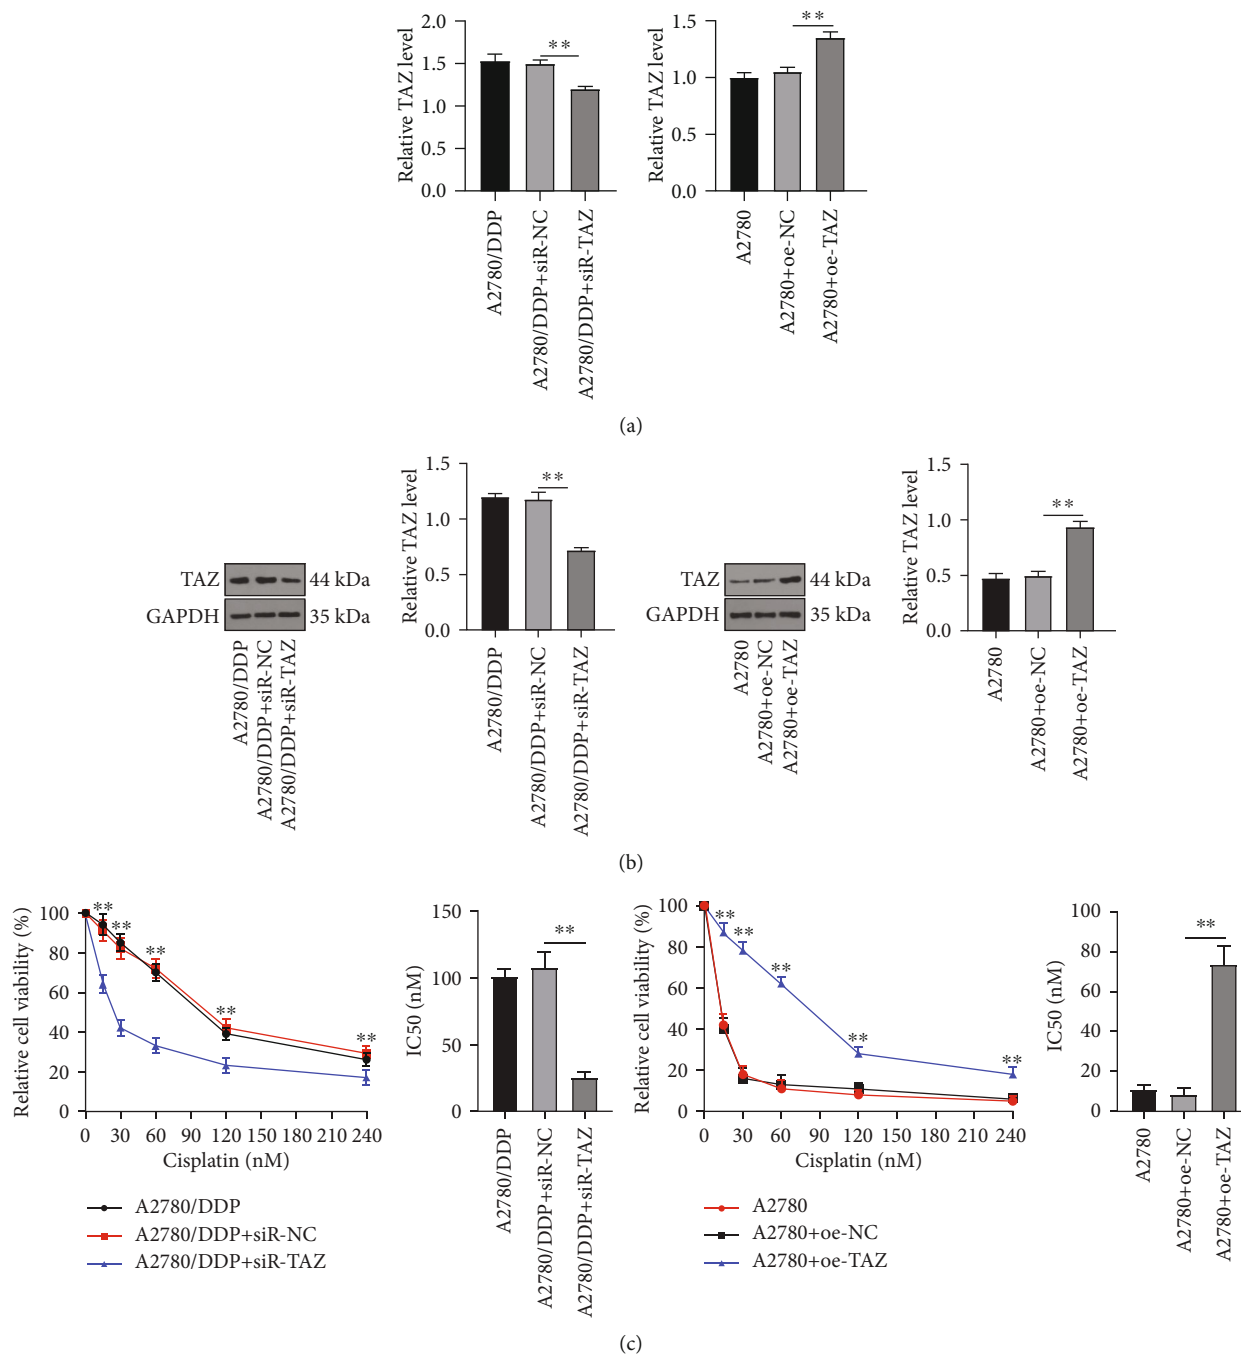 Relative TAZ level
2.0
1.5
1.0
0.5
0.0
**
A2780/DDP
A2780/DDP+siR-NC
A2780/DDP+siR-TAZ
Relative TAZ level
1.5
1.0
0.5
0.0
**
A2780
A2780+oe-NC
A2780+oe-TAZ
(a)
TAZ
44 kDa
GAPDH
35 kDa
A2780/DDP
A2780/DDP+siR-NC
A2780/DDP+siR-TAZ
Relative TAZ level
1.5
1.0
0.5
0.0
**
A2780/DDP
A2780/DDP+siR-NC
A2780/DDP+siR-TAZ
TAZ
44 kDa
GAPDH
35 kDa
A2780
A2780+oe-NC
A2780+oe-TAZ
Relative TAZ level
1.5
1.0
0.5
0.0
**
A2780
A2780+oe-NC
A2780+oe-TAZ
(b)
Relative cell viability (%)
100
80
60
40
20
0
** ** ** ** **
0 30 60 90 120 150 180 210 240
Cisplatin (nM)
A2780/DDP
A2780/DDP+siR-NC
A2780/DDP+siR-TAZ
IC50 (nM)
150
100
50
0
**
A2780/DDP
A2780/DDP+siR-NC
A2780/DDP+siR-TAZ
Relative cell viability (%)
100
80
60
40
20
0
** ** ** ** **
0 30 60 90 120 150 180 210 240
Cisplatin (nM)
A2780
A2780+oe-NC
A2780+oe-TAZ
IC50 (nM)
100
80
60
40
20
0
**
A2780
A2780+oe-NC
A2780+oe-TAZ
(c)